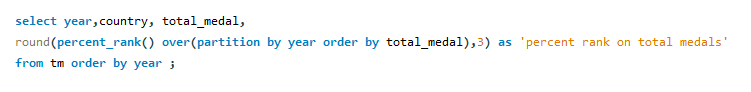 select year,country, total_medal,
round(percent_rank() over(partition by year order by total_medal),3) as 'percent rank on total medals'
from tm order by year ;